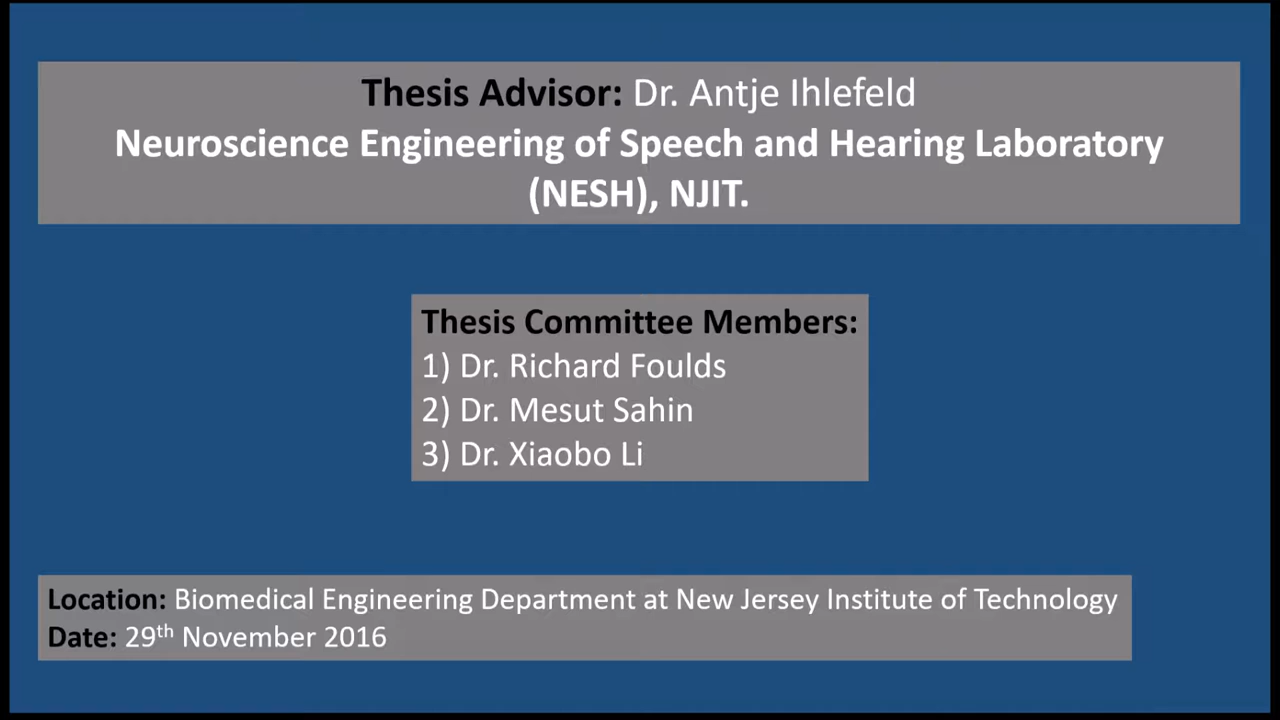 Thesis Advisor: Dr. Antje Ihlefeld
Neuroscience Engineering of Speech and Hearing Laboratory
(NESH), NJIT.
Thesis Committee Members:
1) Dr. Richard Foulds
2) Dr. Mesut Sahin
3) Dr. Xiaobo Li
Location: Biomedical Engineering Department at New Jersey Institute of Technology
Date: 29th November 2016